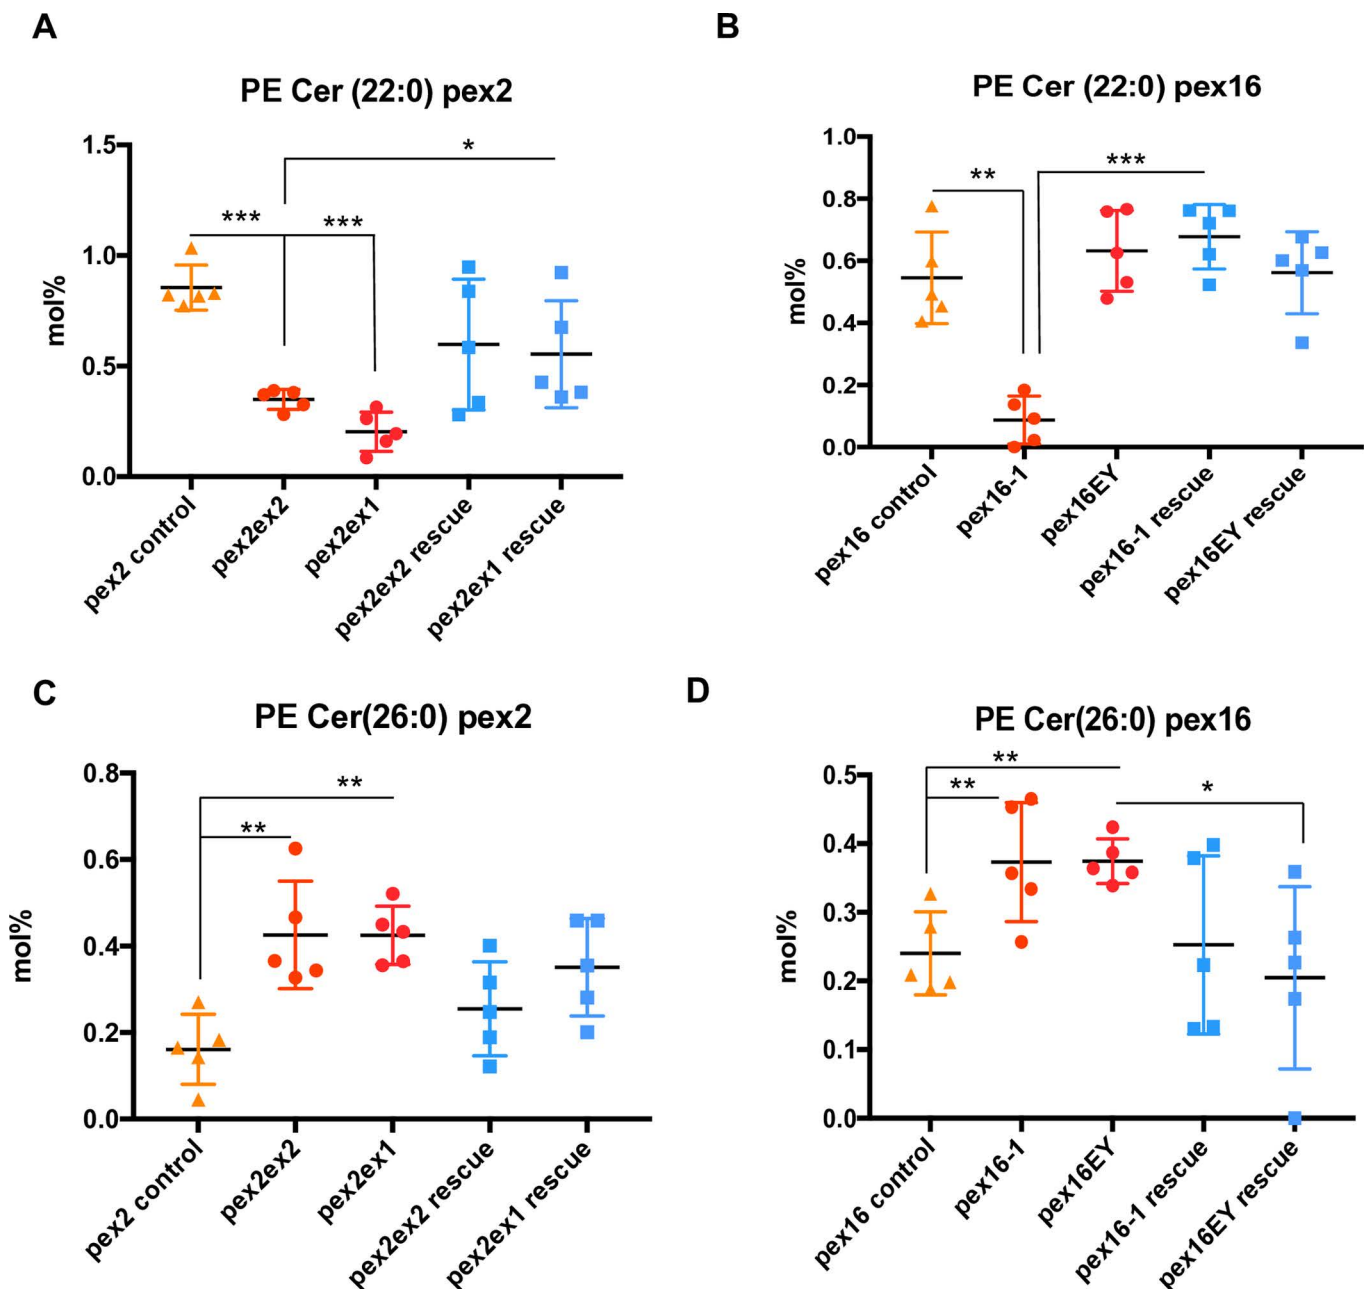 A
PE Cer (22:0) pex2
mol%
1.5
1.0
0.5
0.0
*
***
***
pex2 control
pex2ex2
pex2ex1
pex2ex2 rescue
pex2ex1 rescue
B
PE Cer (22:0) pex16
mol%
1.0
0.8
0.6
0.4
0.2
0.0
**
***
pex16 control
pex16-1
pex16EY
pex16-1 rescue
pex16EY rescue
C
PE Cer(26:0) pex2
mol%
0.8
0.6
0.4
0.2
0.0
**
**
pex2 control
pex2ex2
pex2ex1
pex2ex2 rescue
pex2ex1 rescue
D
PE Cer(26:0) pex16
mol%
0.5
0.4
0.3
0.2
0.1
0.0
**
**
*
pex16 control
pex16-1
pex16EY
pex16-1 rescue
pex16EY rescue